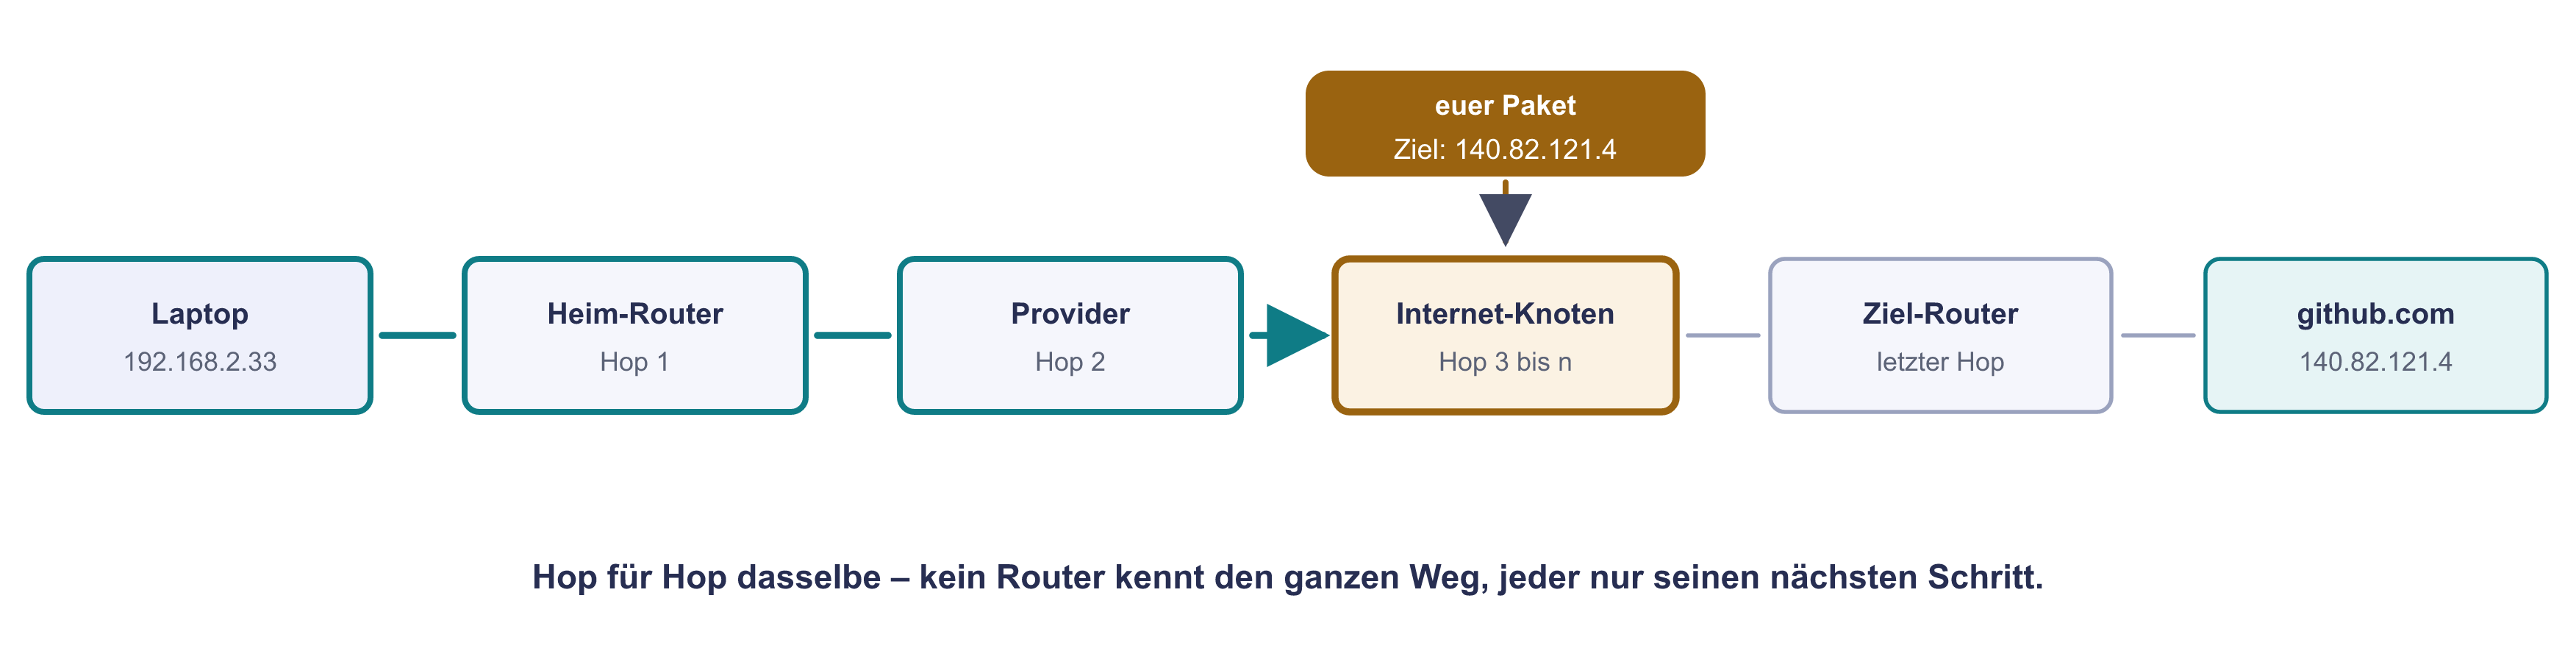 euer Paket
Ziel: 140.82.121.4
Laptop
192.168.2.33
Heim-Router
Hop 1
Provider
Hop 2
Internet-Knoten
Hop 3 bis n
Ziel-Router
letzter Hop
github.com
140.82.121.4
Hop für Hop dasselbe – kein Router kennt den ganzen Weg, jeder nur seinen nächsten Schritt.